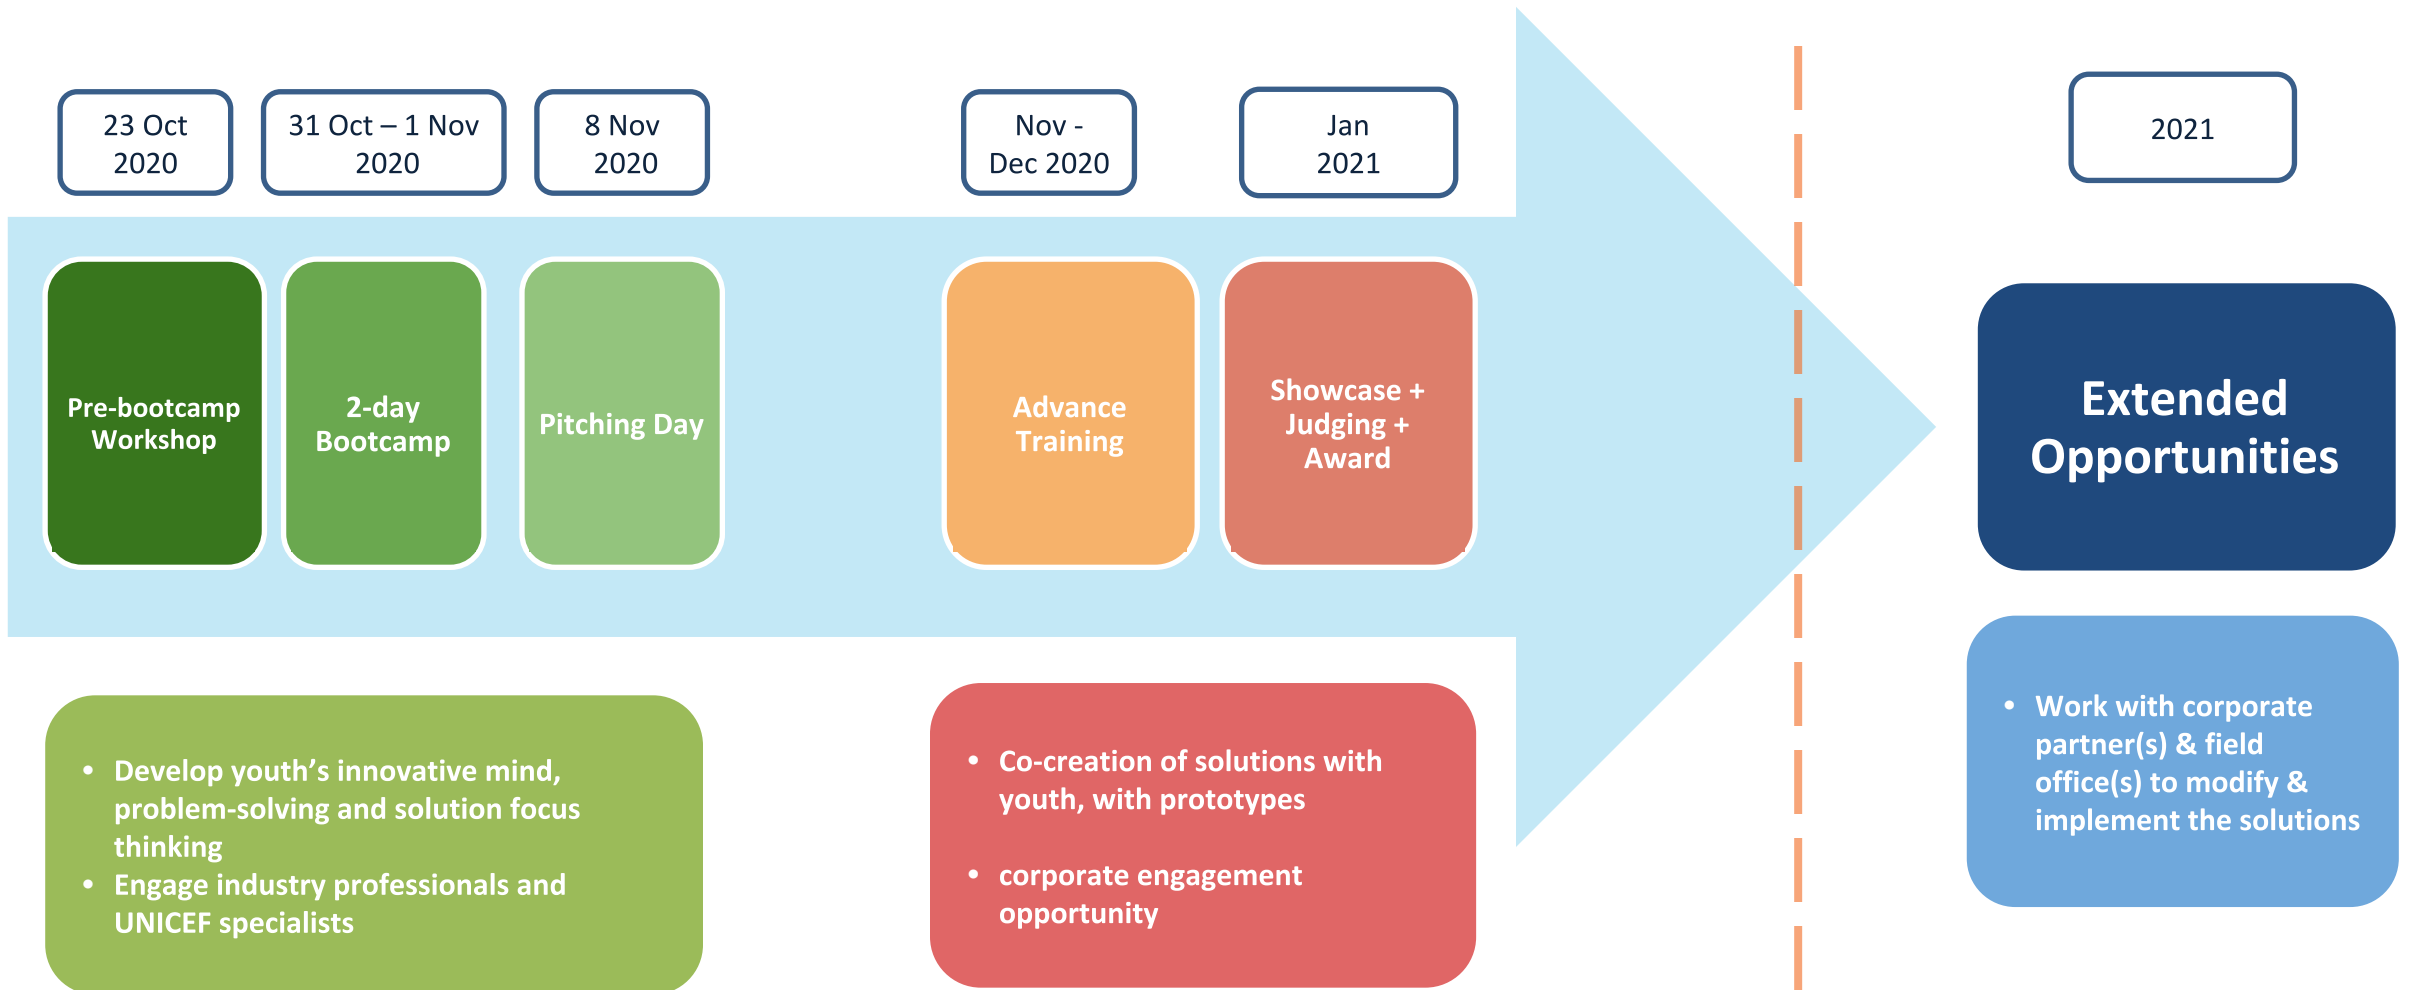 23 Oct
2020
31 Oct – 1 Nov
2020
8 Nov
2020
Nov -
Dec 2020
Jan
2021
2021
Pre-bootcamp
Workshop
2-day
Bootcamp
Pitching Day
Advance
Training
Showcase +
Judging +
Award
Extended
Opportunities
• Develop youth’s innovative mind,
problem-solving and solution focus
thinking
• Engage industry professionals and
UNICEF specialists
• Co-creation of solutions with
youth, with prototypes
• corporate engagement
opportunity
• Work with corporate
partner(s) & field
office(s) to modify &
implement the solutions